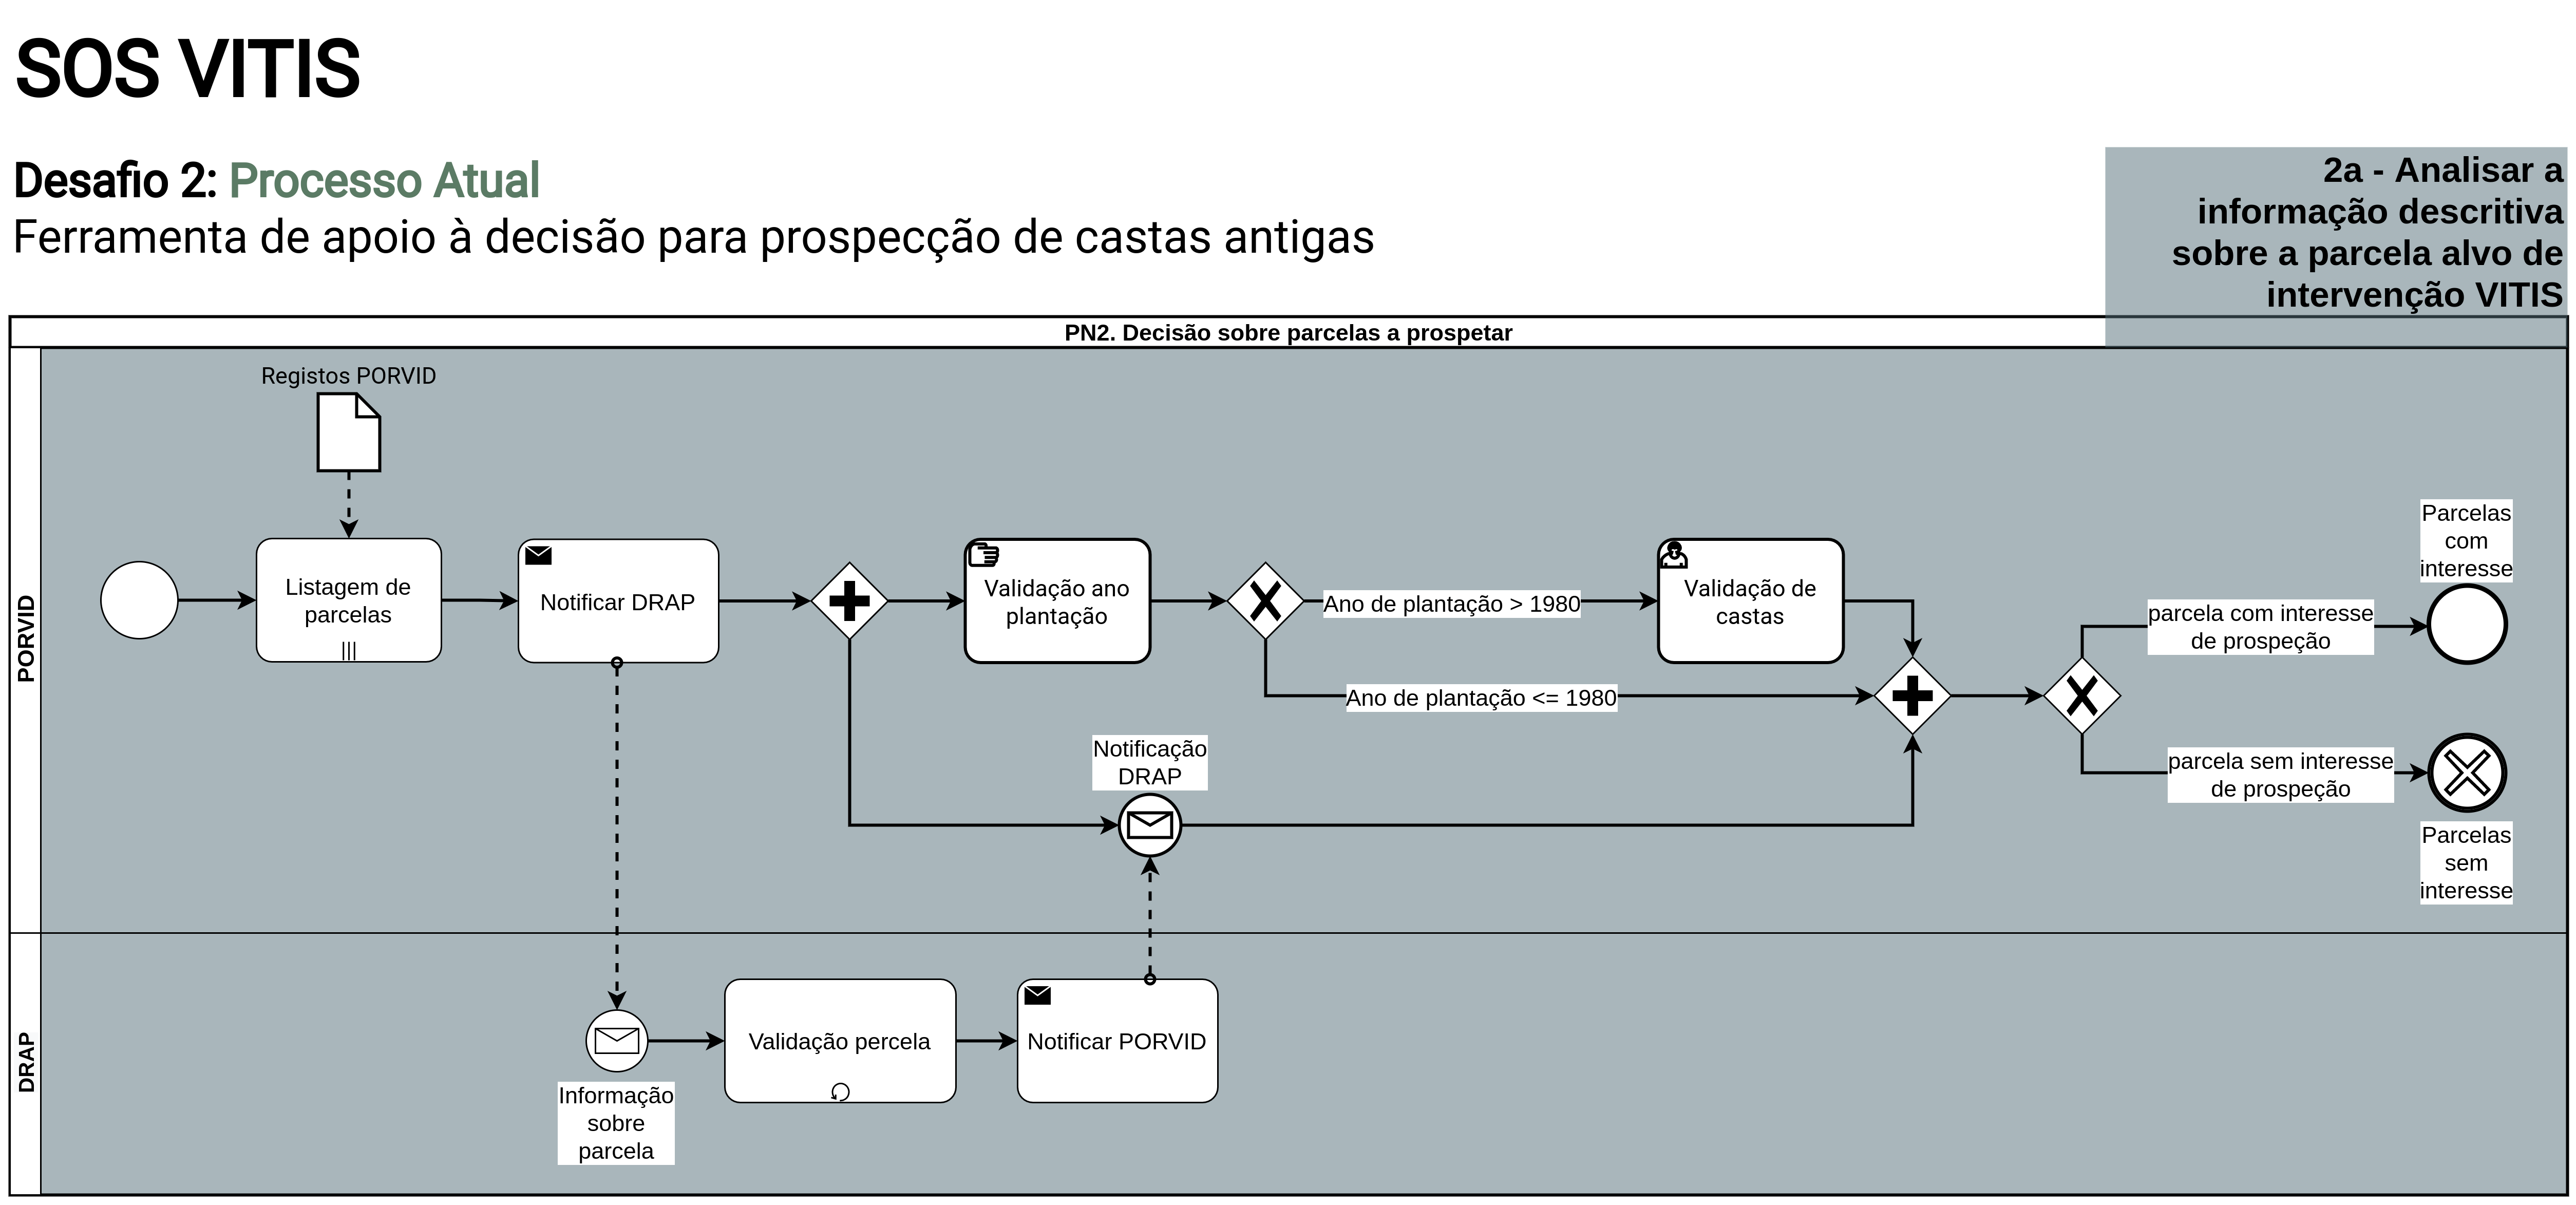 SOS VITIS
Desafio 2: Processo Atual
Ferramenta de apoio à decisão para prospecção de castas antigas
2a - Analisar a
informação descritiva
sobre a parcela alvo de
intervenção VITIS
PN2. Decisão sobre parcelas a prospetar
PORVID
Registos PORVID
Listagem de
parcelas
Notificar DRAP
Validação ano
plantação
Ano de plantação > 1980
Validação de
castas
Ano de plantação <= 1980
Notificação
DRAP
parcela com interesse
de prospeção
Parcelas
com
interesse
parcela sem interesse
de prospeção
Parcelas
sem
interesse
DRAP
Informação
sobre
parcela
Validação percela
Notificar PORVID